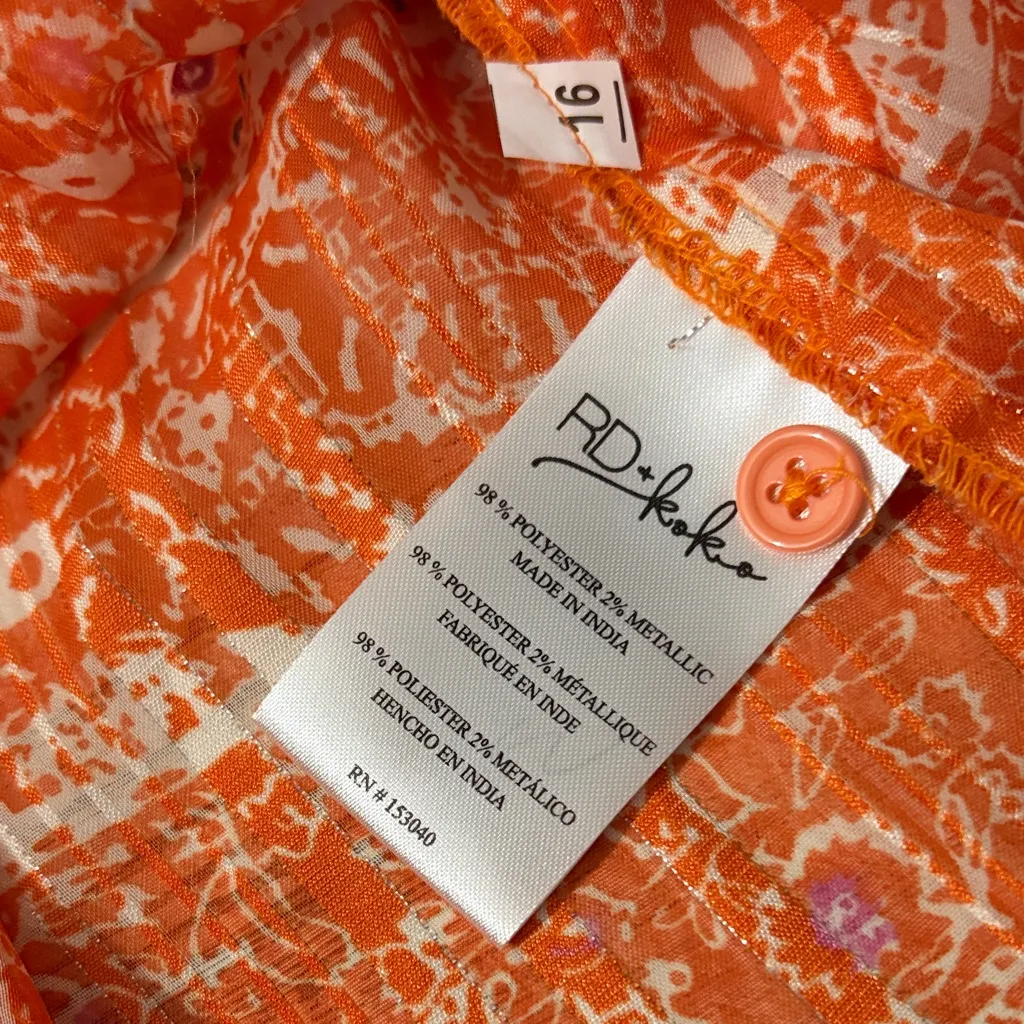 16
RD+koko
98 % POLYESTER 2% METALLIC
MADE IN INDIA
98 % POLYESTER 2% MÉTALLIQUE
FABRIQUÉ EN INDE
98 % POLIESTER 2% METÁLICO
HENCHO EN INDIA
RN # 153040